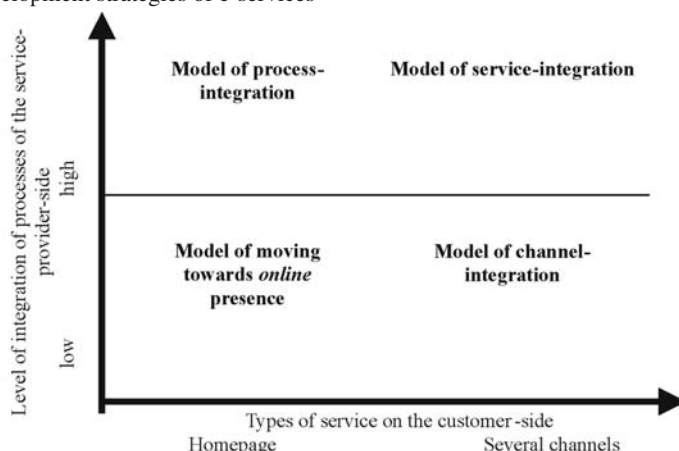 elopment strategies of e-services
Model of process-
integration
Model of service-integration
Level of integration of processes of the service-
provider-side
high
low
Model of moving
towards online
presence
Model of channel-
integration
Types of service on the customer-side
Homepage
Several channels